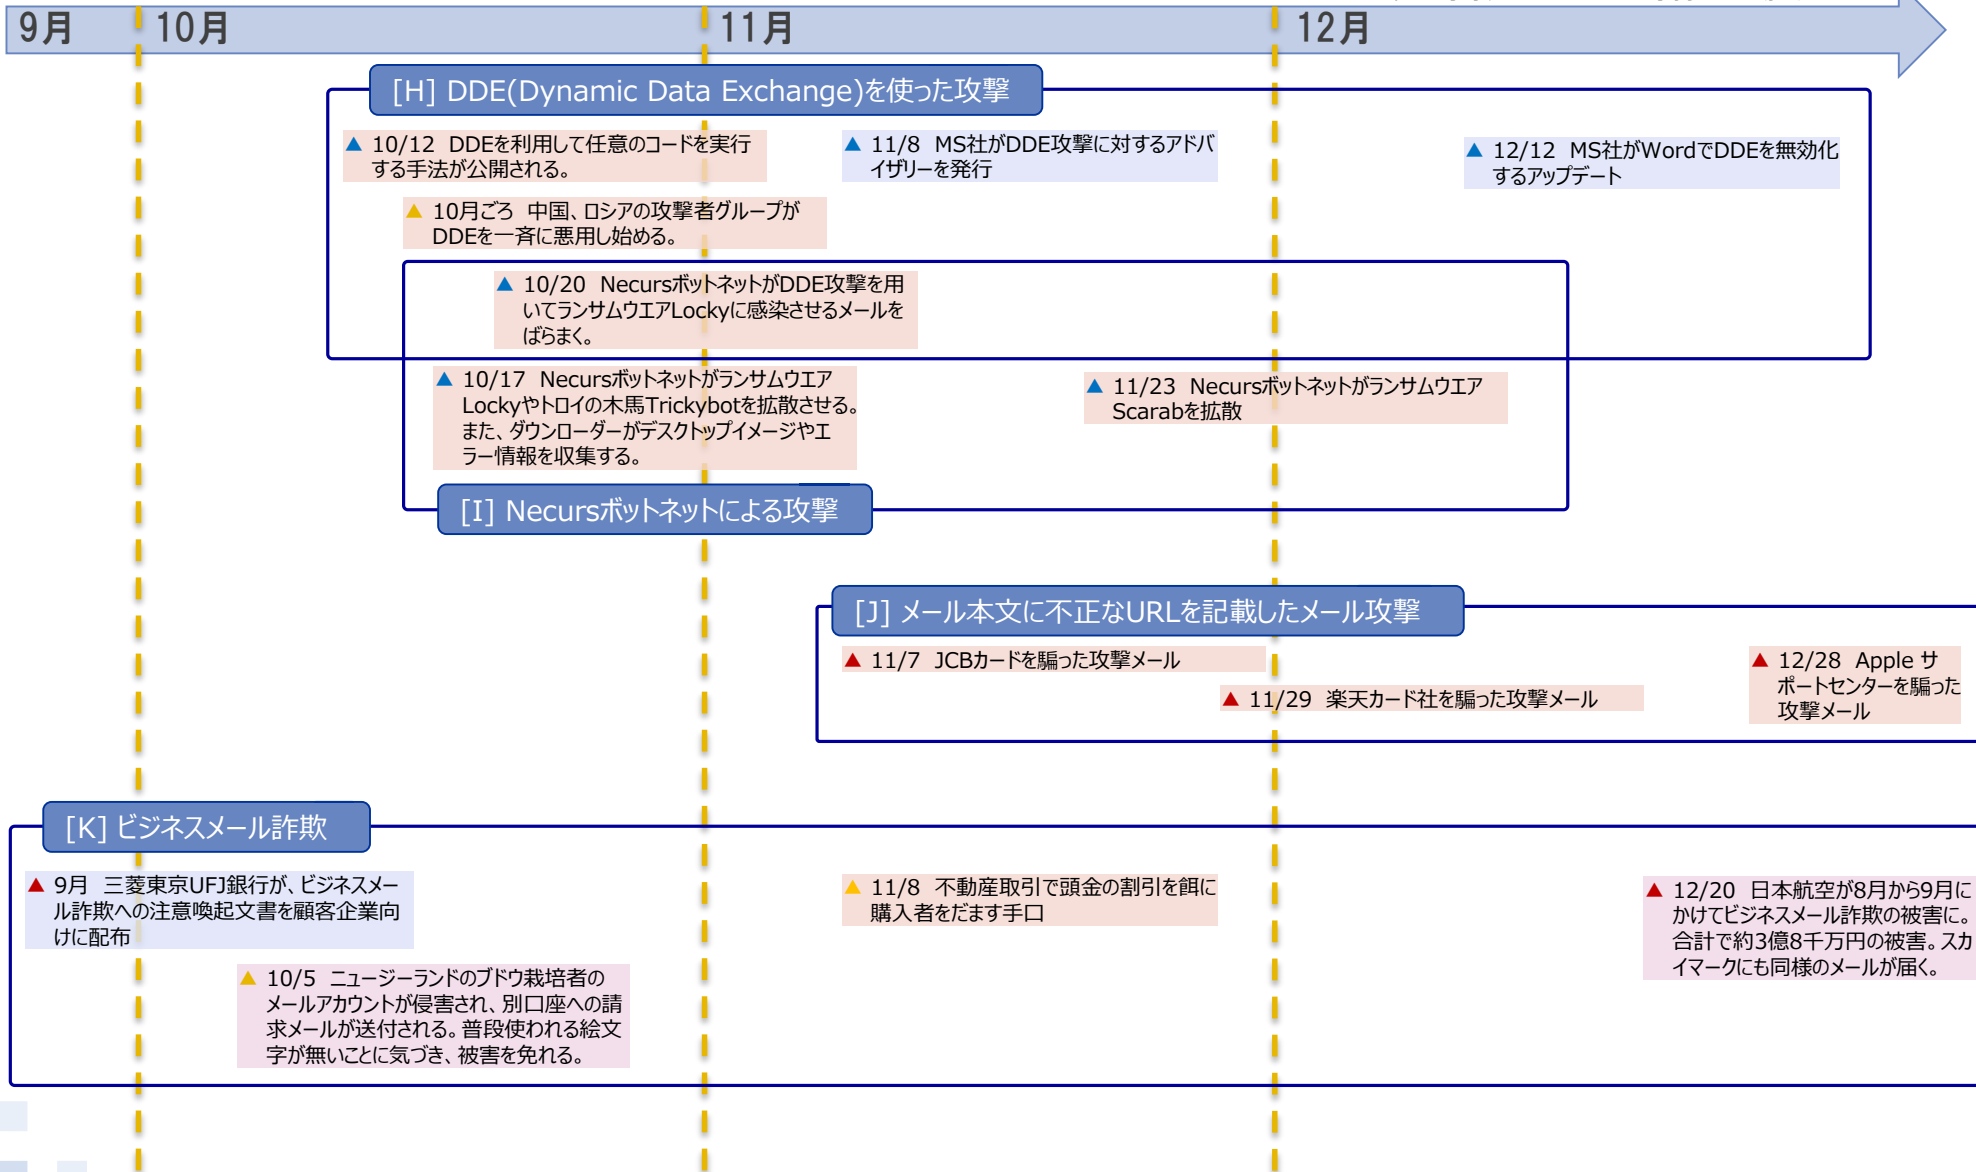 9月 10月 11月 12月
[H] DDE(Dynamic Data Exchange)を使った攻撃
▲ 10/12 DDEを利用して任意のコードを実行
する手法が公開される。
▲ 11/8 MS社がDDE攻撃に対するアドバ
イザリーを発行
▲ 12/12 MS社がWordでDDEを無効化
するアップデート
▲ 10月ごろ 中国、ロシアの攻撃者グループが
DDEを一斉に悪用し始める。
▲ 10/20 NecursボットネットがDDE攻撃を用
いてランサムウエアLockyに感染させるメールを
ばらまく。
▲ 10/17 Necursボットネットがランサムウエア
Lockyやトロイの木馬Trickybotを拡散させる。
また、ダウンローダーがデスクトップイメージやエ
ラー情報を収集する。
▲ 11/23 Necursボットネットがランサムウエア
Scarabを拡散
[I] Necursボットネットによる攻撃
[J] メール本文に不正なURLを記載したメール攻撃
▲ 11/7 JCBカードを騙った攻撃メール
▲ 11/29 楽天カード社を騙った攻撃メール
▲ 12/28 Apple サ
ポートセンターを騙った
攻撃メール
[K] ビジネスメール詐欺
▲ 9月 三菱東京UFJ銀行が、ビジネスメー
ル詐欺への注意喚起文書を顧客企業向
けに配布
▲ 10/5 ニュージーランドのブドウ栽培者の
メールアカウントが侵害され、別口座への請
求メールが送付される。普段使われる絵文
字が無いことに気づき、被害を免れる。
▲ 11/8 不動産取引で頭金の割引を餌に
購入者をだます手口
▲ 12/20 日本航空が8月から9月に
かけてビジネスメール詐欺の被害に。
合計で約3億8千万円の被害。スカ
イマークにも同様のメールが届く。